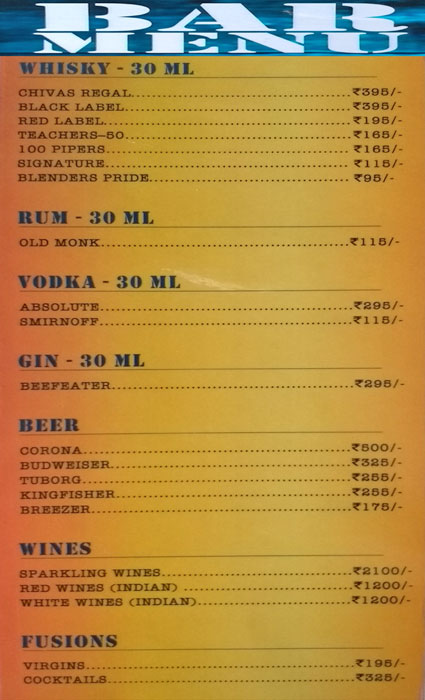 BAR
MENU
WHISKY - 30 ML
CHIVAS REGAL..........₹395/-
BLACK LABEL..........₹395/-
RED LABEL..........₹195/-
TEACHERS-50..........₹165/-
100 PIPERS..........₹165/-
SIGNATURE..........₹115/-
BLENDERS PRIDE..........₹95/-
RUM - 30 ML
OLD MONK..........₹115/-
VODKA - 30 ML
ABSOLUTE..........₹295/-
SMIRNOFF..........₹115/-
GIN - 30 ML
BEEFEATER..........₹295/-
BEER
CORONA..........₹500/-
BUDWEISER..........₹325/-
TUBORG..........₹255/-
KINGFISHER..........₹255/-
BREEZER..........₹175/-
WINES
SPARKLING WINES..........₹2100/-
RED WINES (INDIAN) ..........₹1200/-
WHITE WINES (INDIAN)..........₹1200/-
FUSIONS
VIRGINS..........₹195/-
COCKTAILS..........₹325/-